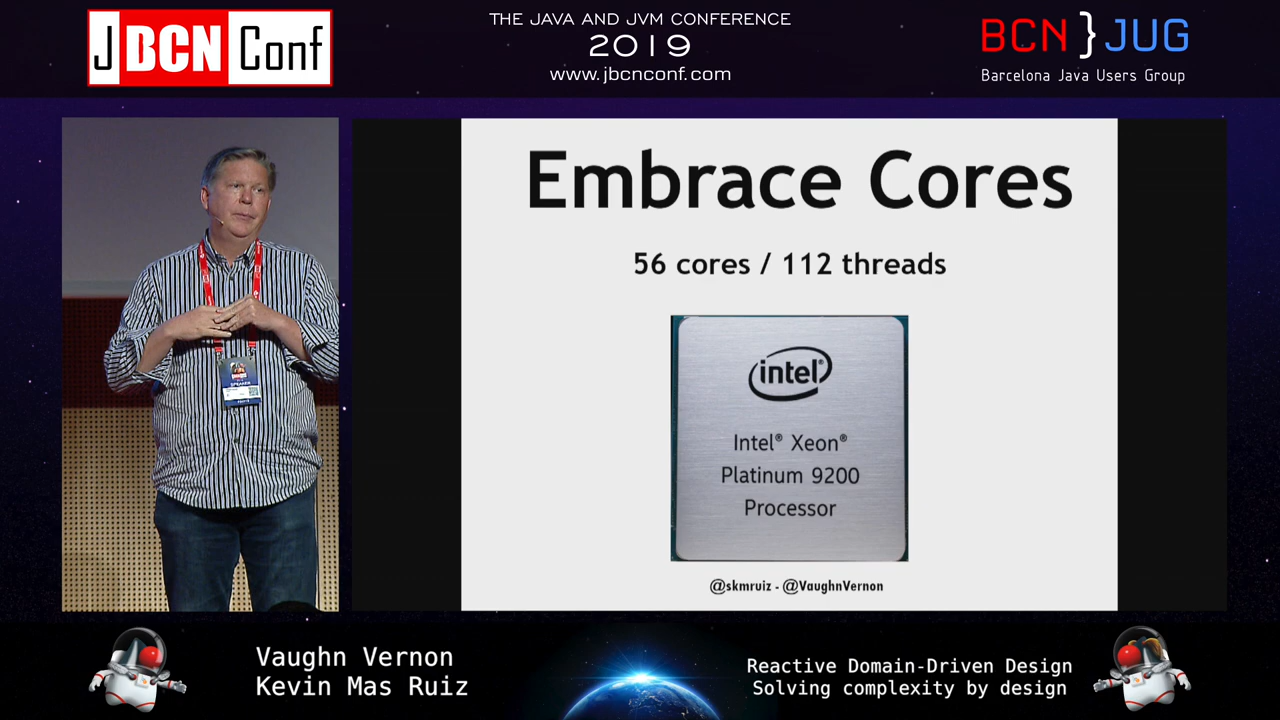 JBCNConf
THE JAVA AND JVM CONFERENCE
2019
www.jbcnconf.com
BCN}JUG
Barcelona Java Users Group
Embrace Cores
56 cores / 112 threads
intel®
Intel® Xeon®
Platinum 9200
Processor
@skmruiz - @VaughnVernon
SPEAKER
Vaughn Vernon
Kevin Mas Ruiz
Reactive Domain-Driven Design
Solving complexity by design